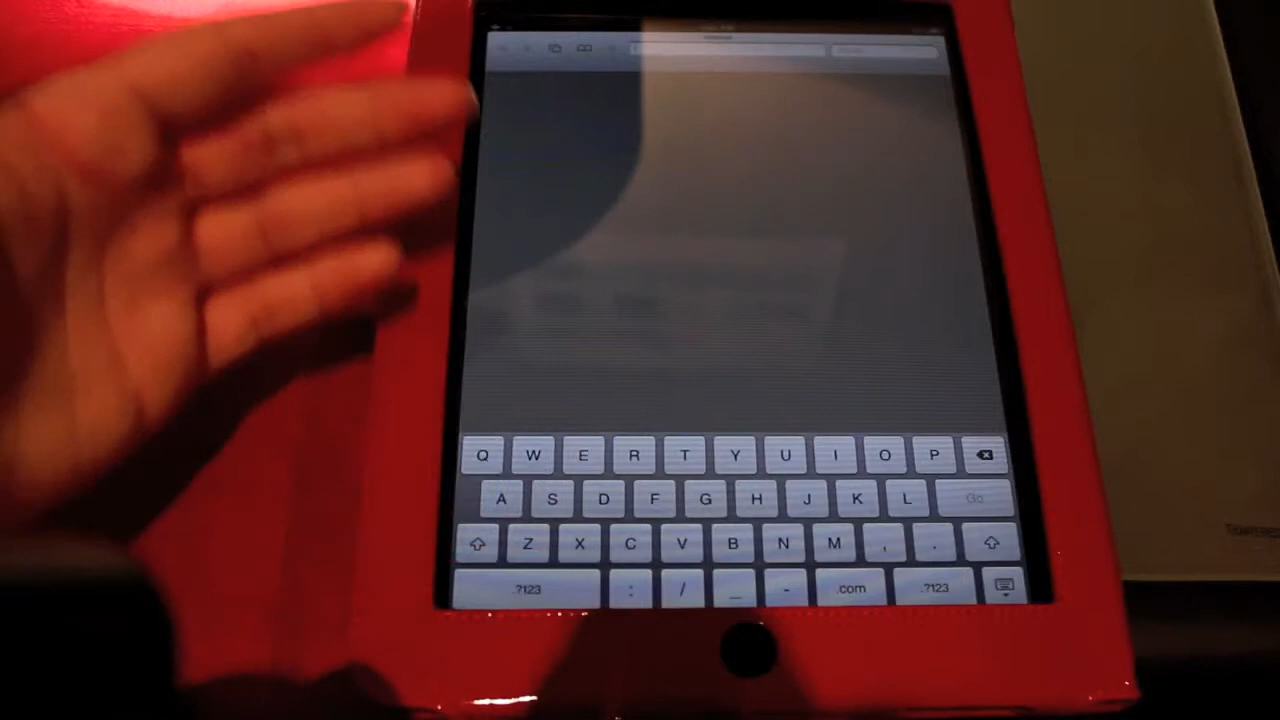 Q W E R T Y U I O P
A S D F G H J K L Go
Z X C V B N M , .
.?123 : / _ - .com .?123